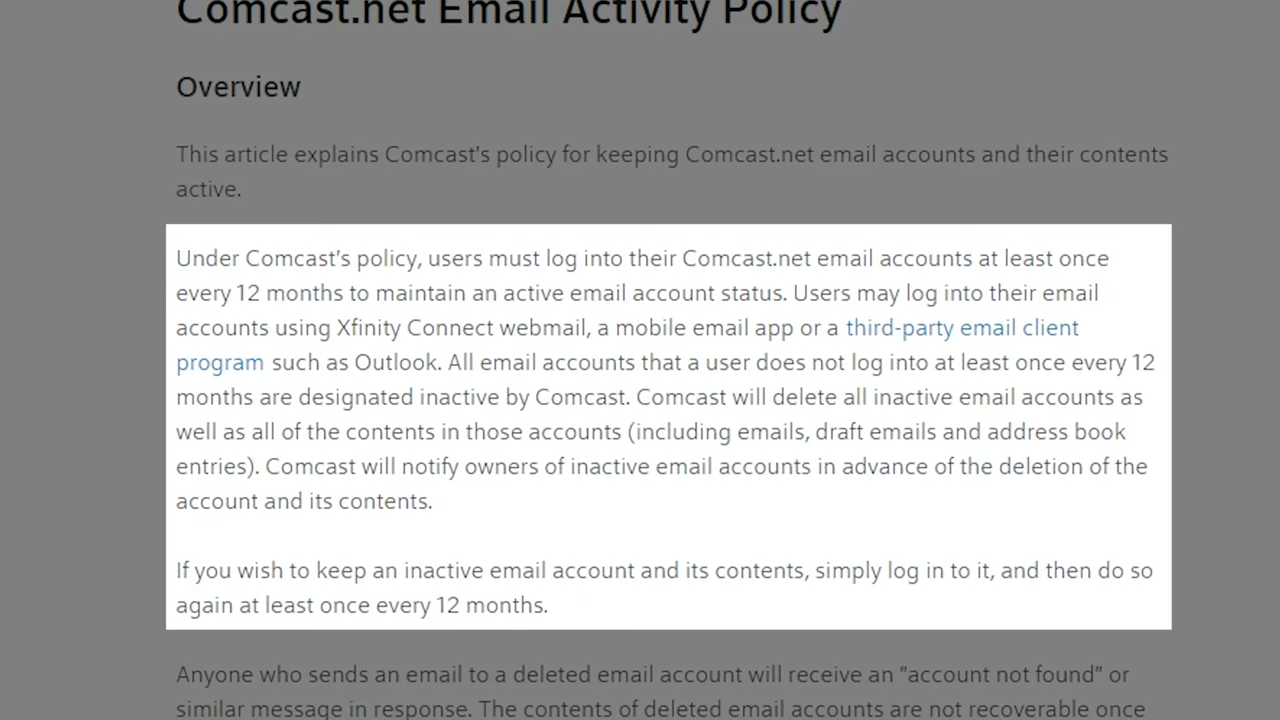 Comcast.net Email Activity Policy
Overview
This article explains Comcast's policy for keeping Comcast.net email accounts and their contents
active.
Under Comcast's policy, users must log into their Comcast.net email accounts at least once
every 12 months to maintain an active email account status. Users may log into their email
accounts using Xfinity Connect webmail, a mobile email app or a third-party email client
program such as Outlook. All email accounts that a user does not log into at least once every 12
months are designated inactive by Comcast. Comcast will delete all inactive email accounts as
well as all of the contents in those accounts (including emails, draft emails and address book
entries). Comcast will notify owners of inactive email accounts in advance of the deletion of the
account and its contents.
If you wish to keep an inactive email account and its contents, simply log in to it, and then do so
again at least once every 12 months.
Anyone who sends an email to a deleted email account will receive an "account not found" or
similar message in response. The contents of deleted email accounts are not recoverable once